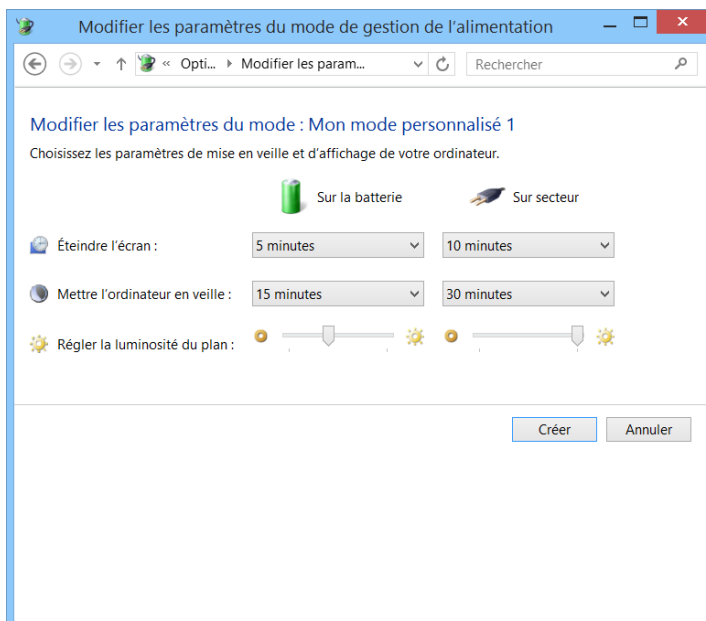 Modifier les paramètres du mode de gestion de l'alimentation
« Opti... Modifier les param... Rechercher
Modifier les paramètres du mode : Mon mode personnalisé 1
Choisissez les paramètres de mise en veille et d'affichage de votre ordinateur.
Sur la batterie Sur secteur
Éteindre l'écran : 5 minutes 10 minutes
Mettre l'ordinateur en veille : 15 minutes 30 minutes
Régler la luminosité du plan :
Créer Annuler